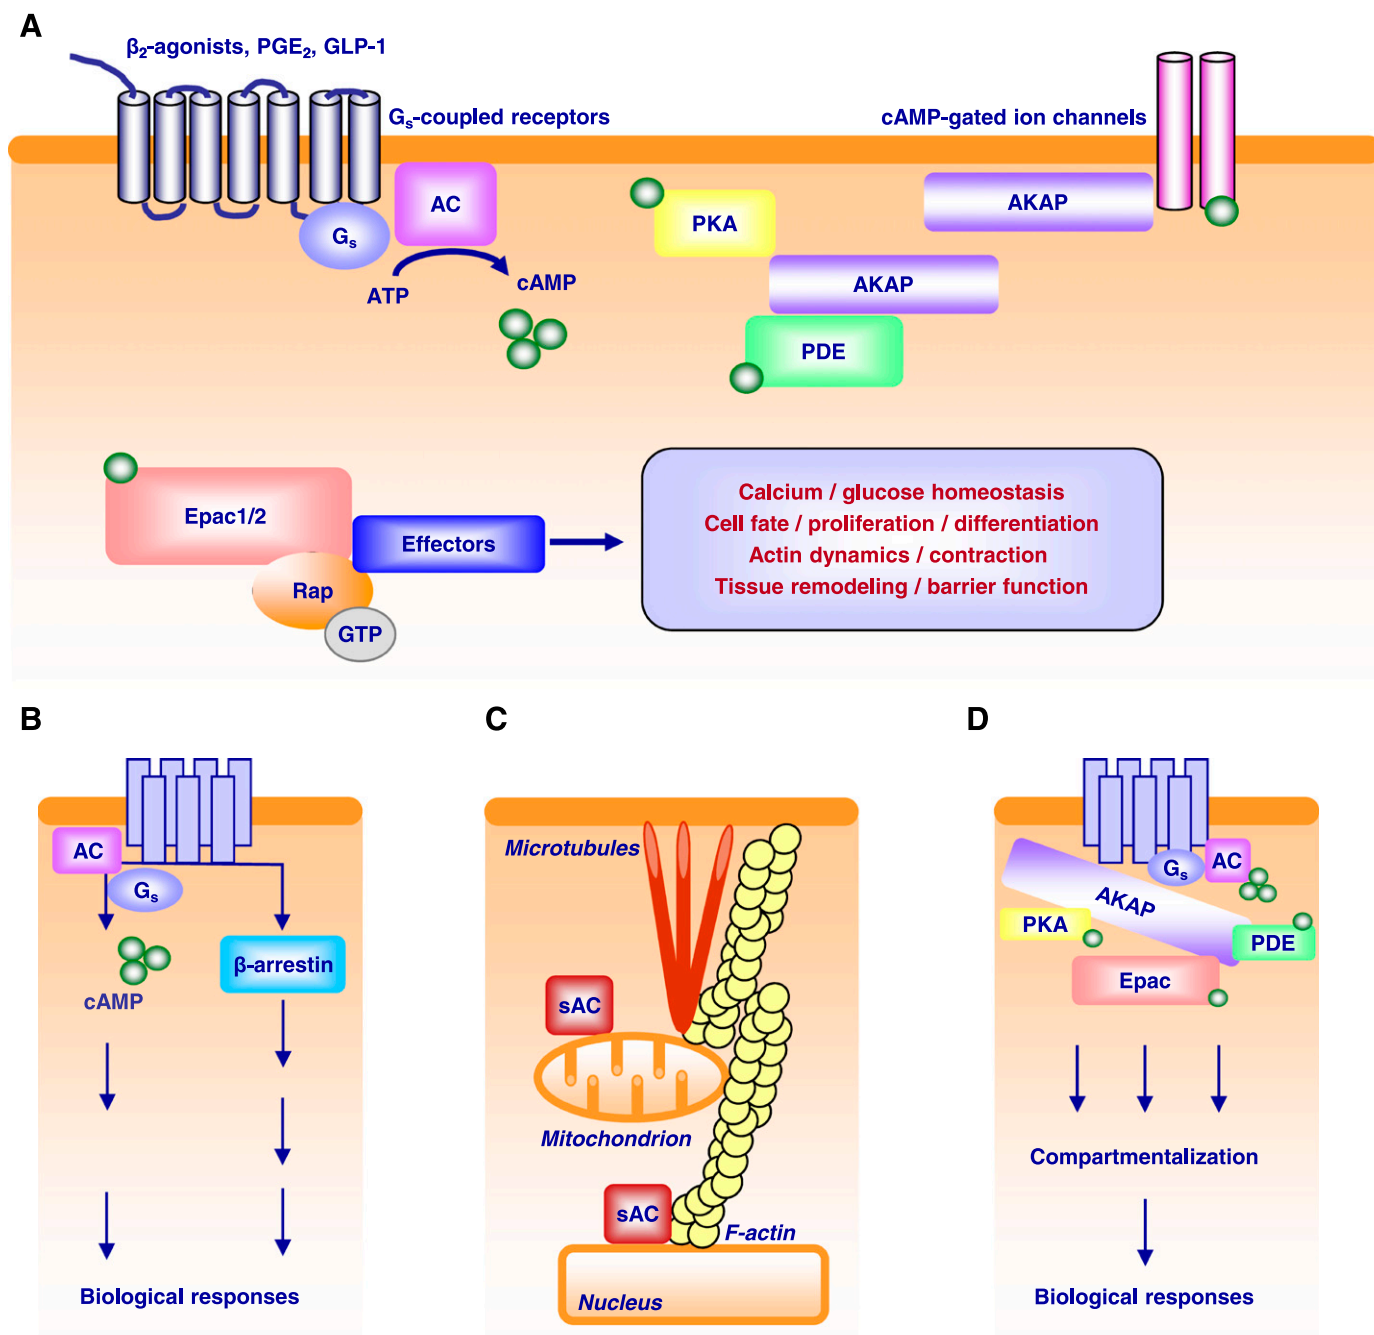 A
β₂-agonists, PGE₂, GLP-1
Gₛ-coupled receptors
cAMP-gated ion channels
AC
Gₛ
ATP
cAMP
PKA
AKAP
AKAP
PDE
Epac1/2
Effectors
Rap
GTP
Calcium / glucose homeostasis
Cell fate / proliferation / differentiation
Actin dynamics / contraction
Tissue remodeling / barrier function
B
AC
Gₛ
cAMP
β-arrestin
Biological responses
C
Microtubules
sAC
Mitochondrion
sAC
F-actin
Nucleus
D
Gₛ
AC
AKAP
PKA
PDE
Epac
Compartmentalization
Biological responses